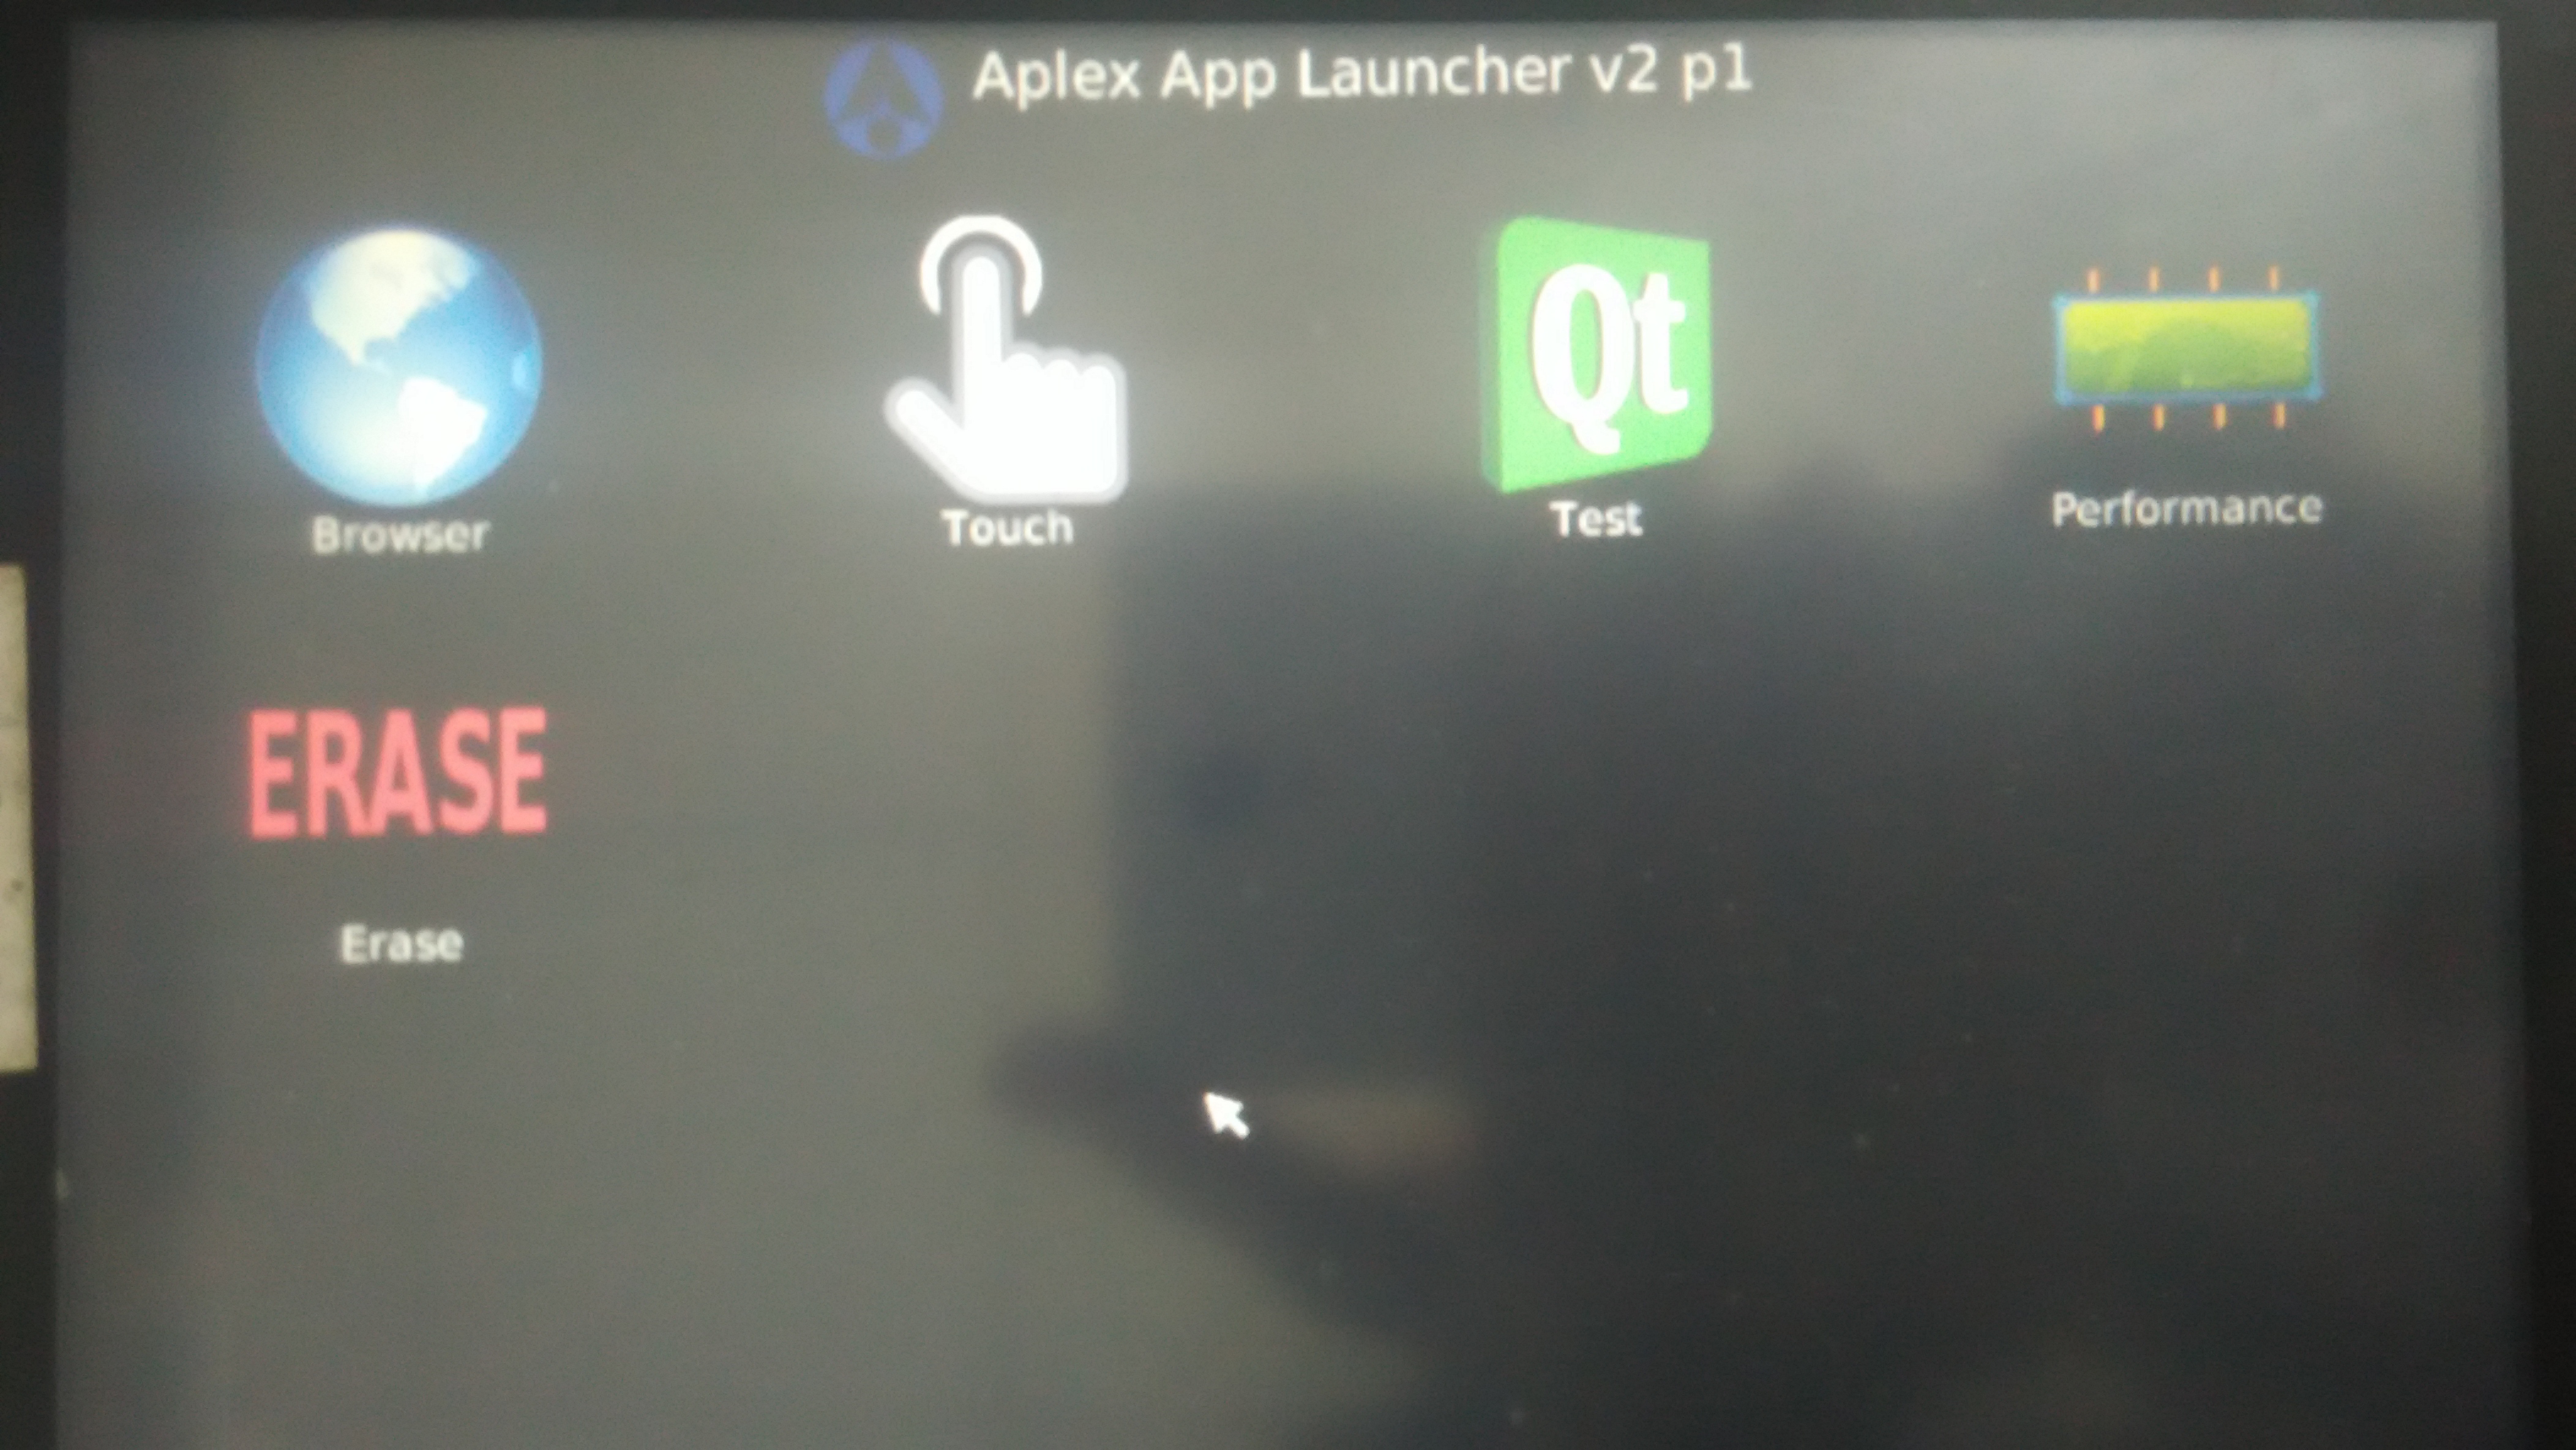 Aplex App Launcher v2 p1
Qt
Browser
Touch
Test
Performance
ERASE
Erase